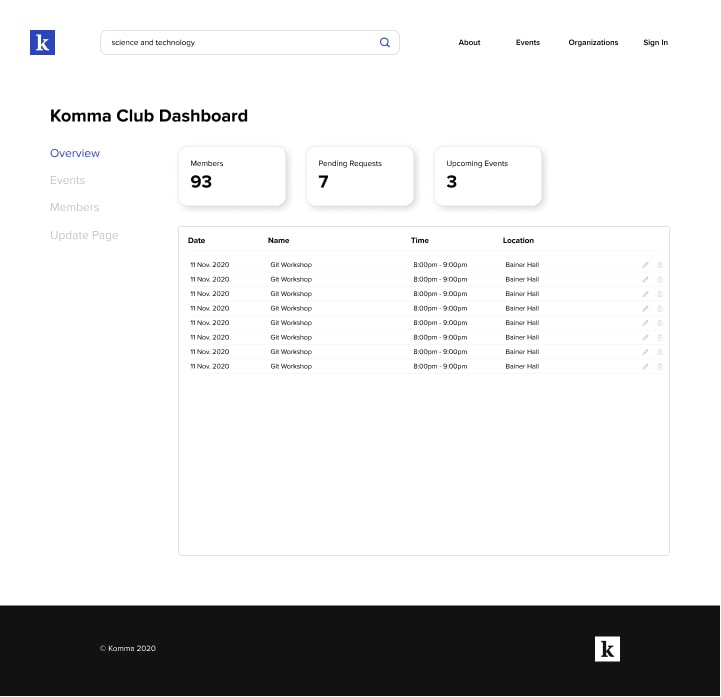 k
science and technology
About Events Organizations Sign In
Komma Club Dashboard
Overview
Events
Members
Update Page
Members
93
Pending Requests
7
Upcoming Events
3
Date Name Time Location
11 Nov. 2020 Git Workshop 8:00pm - 9:00pm Bainer Hall
11 Nov. 2020 Git Workshop 8:00pm - 9:00pm Bainer Hall
11 Nov. 2020 Git Workshop 8:00pm - 9:00pm Bainer Hall
11 Nov. 2020 Git Workshop 8:00pm - 9:00pm Bainer Hall
11 Nov. 2020 Git Workshop 8:00pm - 9:00pm Bainer Hall
11 Nov. 2020 Git Workshop 8:00pm - 9:00pm Bainer Hall
11 Nov. 2020 Git Workshop 8:00pm - 9:00pm Bainer Hall
11 Nov. 2020 Git Workshop 8:00pm - 9:00pm Bainer Hall
© Komma 2020
k